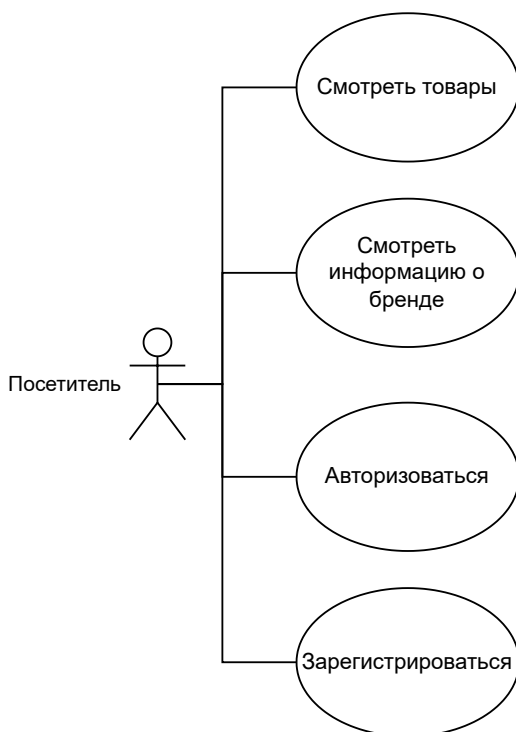 Смотреть товары
Смотреть
информацию о
бренде
Посетитель
Авторизоваться
Зарегистрироваться